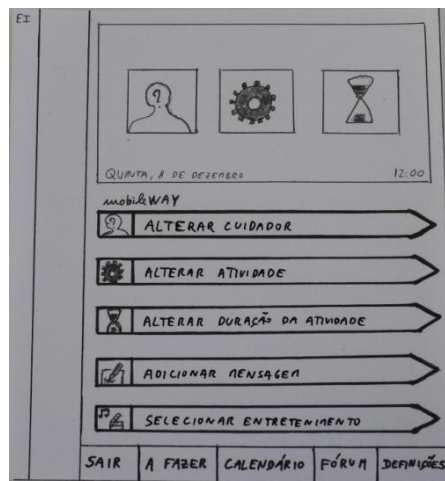 EI
?
QUINTA, 8 DE DEZEMBRO 12:00
mobileWAY
? ALTERAR CUIDADOR
ALTERAR ATIVIDADE
ALTERAR DURAÇÃO DA ATIVIDADE
ADICIONAR MENSAGEM
SELECIONAR ENTRETENIMENTO
SAIR A FAZER CALENDÁRIO FÓRUM DEFINIÇÕES